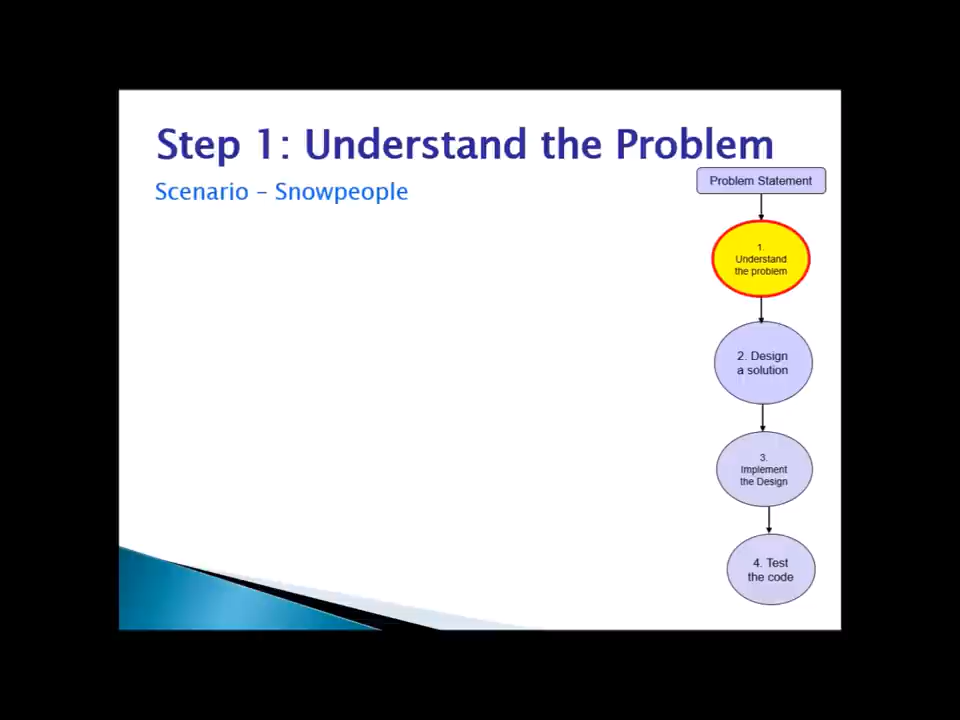 Step 1: Understand the Problem
Scenario – Snowpeople
Problem Statement
1.
Understand
the problem
2. Design
a solution
3.
Implement
the Design
4. Test
the code